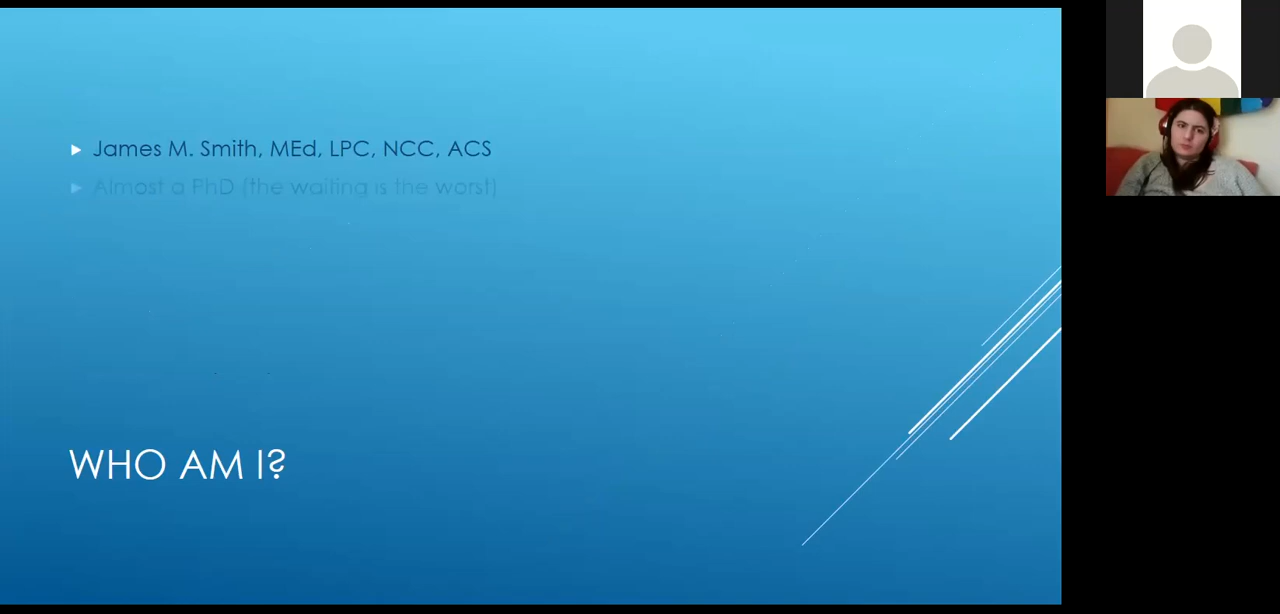 James M. Smith, MEd, LPC, NCC, ACS
Almost a PhD (the waiting is the worst)
WHO AM I?